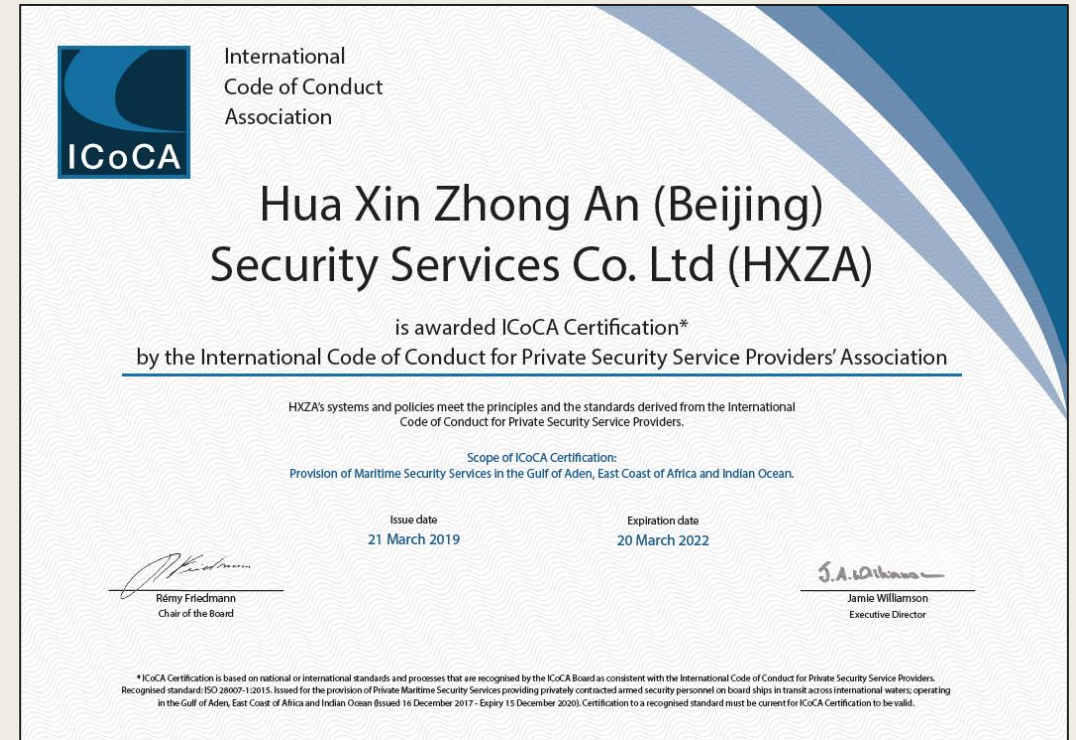 International
Code of Conduct
Association
ICoCA
Hua Xin Zhong An (Beijing)
Security Services Co. Ltd (HXZA)
is awarded ICoCA Certification*
by the International Code of Conduct for Private Security Service Providers' Association
HXZA's systems and policies meet the principles and the standards derived from the International
Code of Conduct for Private Security Service Providers.
Scope of ICoCA Certification:
Provision of Maritime Security Services in the Gulf of Aden, East Coast of Africa and Indian Ocean.
Issue date
21 March 2019
Expiration date
20 March 2022
J.A.Williamson
Rémy Friedmann
Chair of the Board
Jamie Williamson
Executive Director
* ICoCA Certification is based on national or international standards and processes that are recognised by the ICoCA Board as consistent with the International Code of Conduct for Private Security Service Providers.
Recognised standard: ISO 28007-1:2015. Issued for the provision of Private Maritime Security Services providing privately contracted armed security personnel on board ships in transit across international waters; operating
in the Gulf of Aden, East Coast of Africa and Indian Ocean (Issued 16 December 2017 - Expiry 15 December 2020). Certification to a recognised standard must be current for ICoCA Certification to be valid.